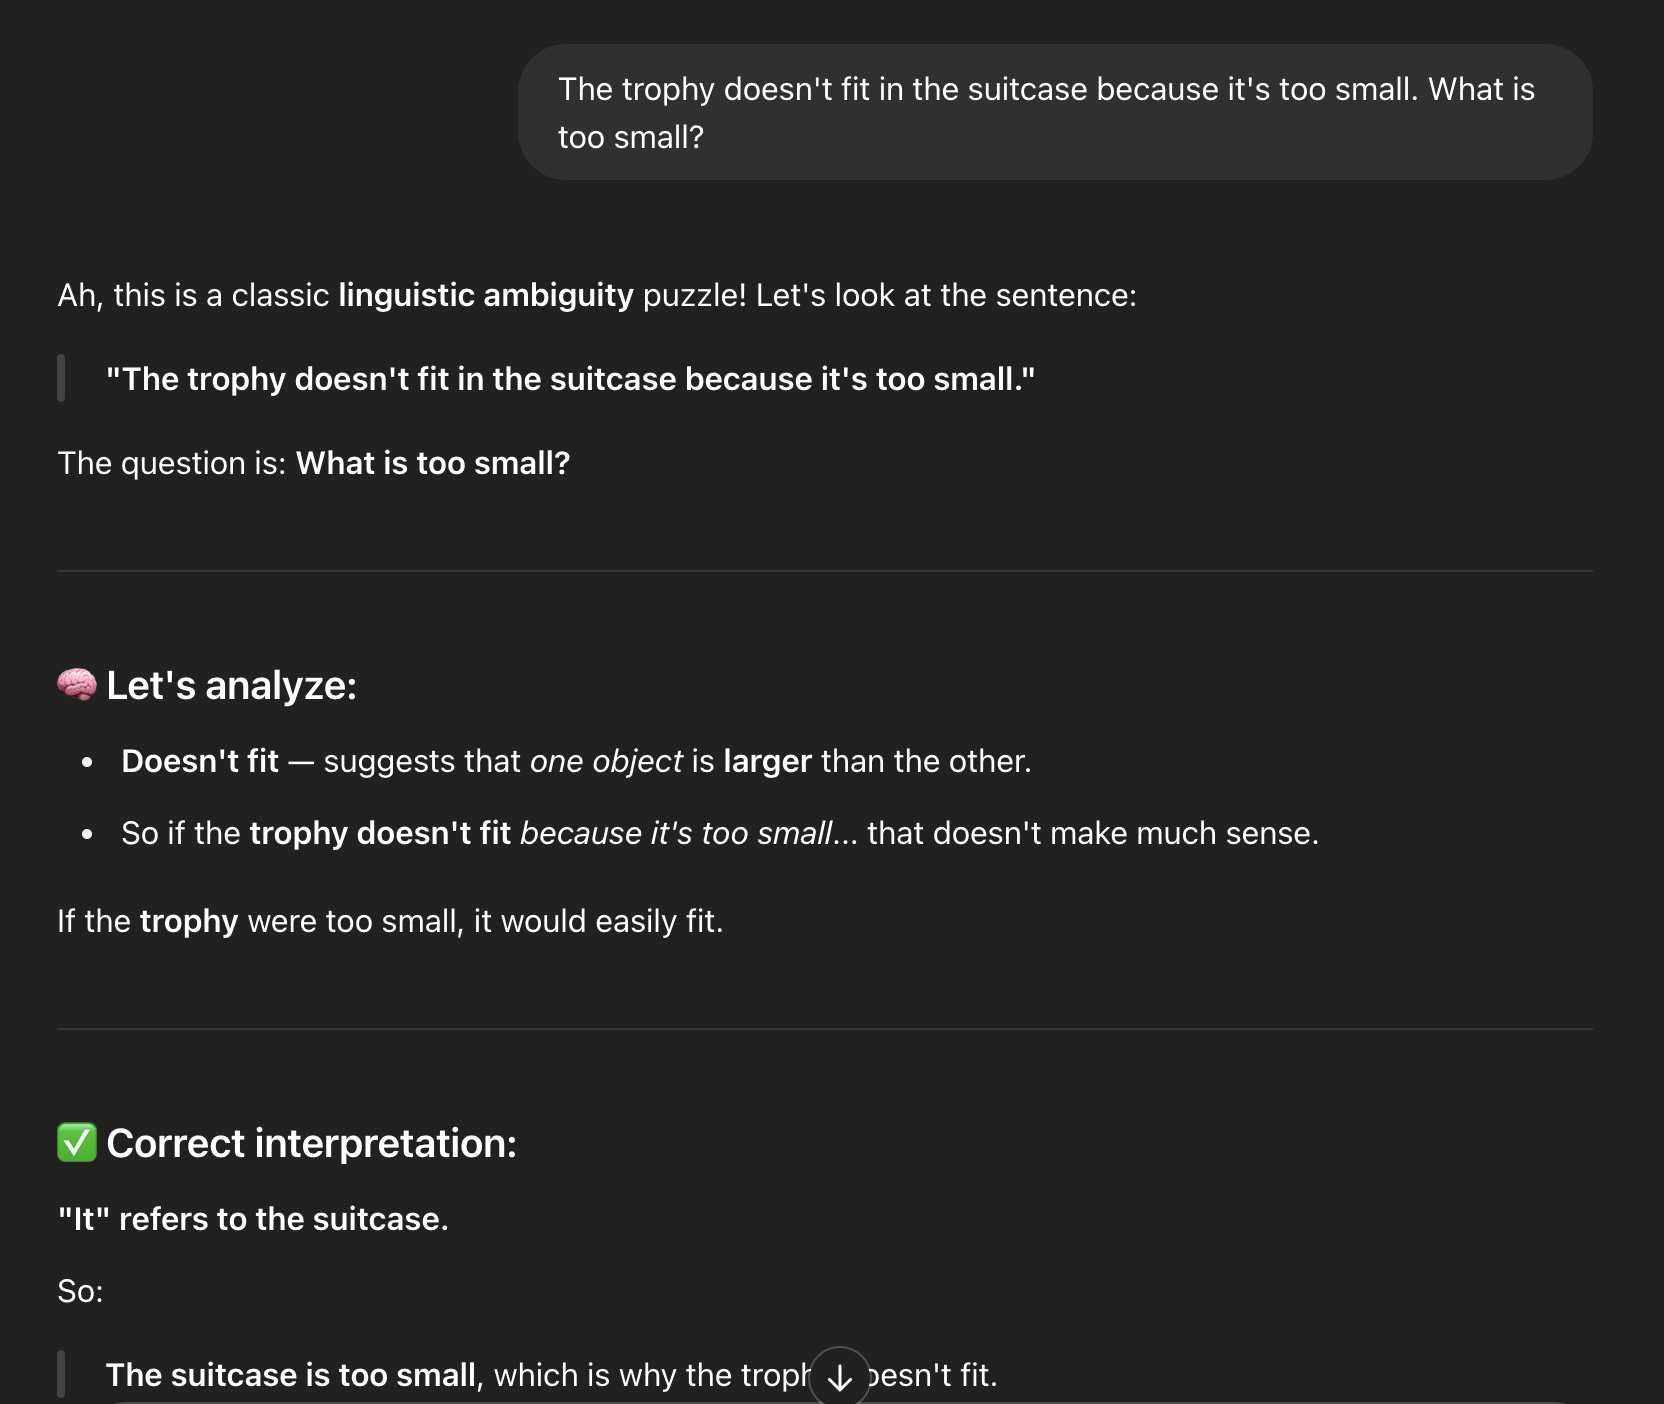 The trophy doesn't fit in the suitcase because it's too small. What is
too small?
Ah, this is a classic linguistic ambiguity puzzle! Let's look at the sentence:
"The trophy doesn't fit in the suitcase because it's too small."
The question is: What is too small?
🧠 Let's analyze:
• Doesn't fit — suggests that one object is larger than the other.
• So if the trophy doesn't fit because it's too small... that doesn't make much sense.
If the trophy were too small, it would easily fit.
✅ Correct interpretation:
"It" refers to the suitcase.
So:
The suitcase is too small, which is why the troph oesn't fit.